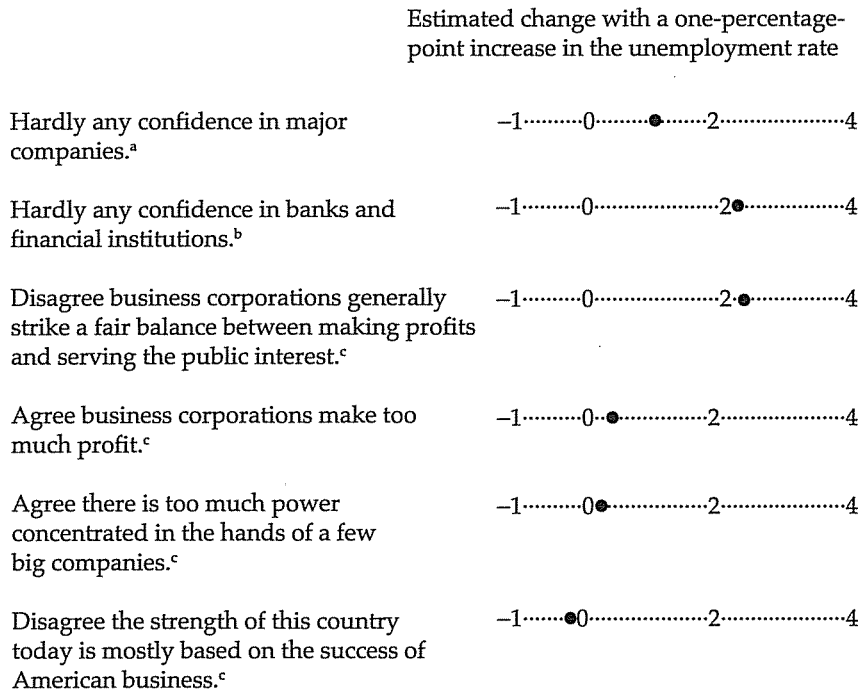 Estimated change with a one-percentage-
point increase in the unemployment rate
Hardly any confidence in major
companies.ᵃ
–1··········0············●········2·····················4
Hardly any confidence in banks and
financial institutions.ᵇ
–1··········0······················2●·················4
Disagree business corporations generally
strike a fair balance between making profits
and serving the public interest.ᶜ
–1··········0······················2·●················4
Agree business corporations make too
much profit.ᶜ
–1··········0··●···············2·····················4
Agree there is too much power
concentrated in the hands of a few
big companies.ᶜ
–1··········0●·················2·····················4
Disagree the strength of this country
today is mostly based on the success of
American business.ᶜ
–1·······●0····················2·····················4